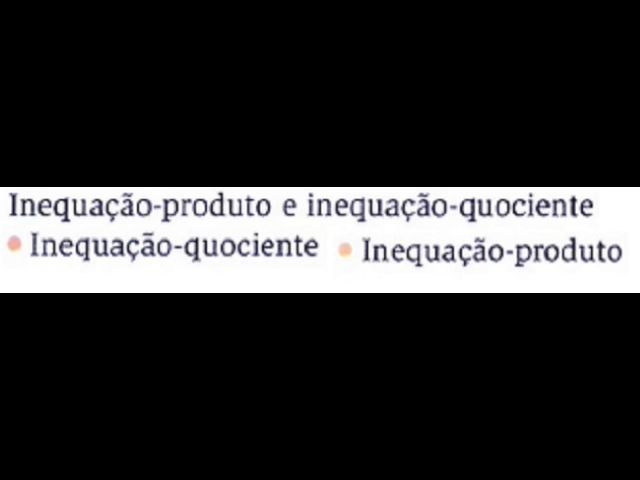 Inequação-produto e inequação-quociente
• Inequação-quociente
• Inequação-produto